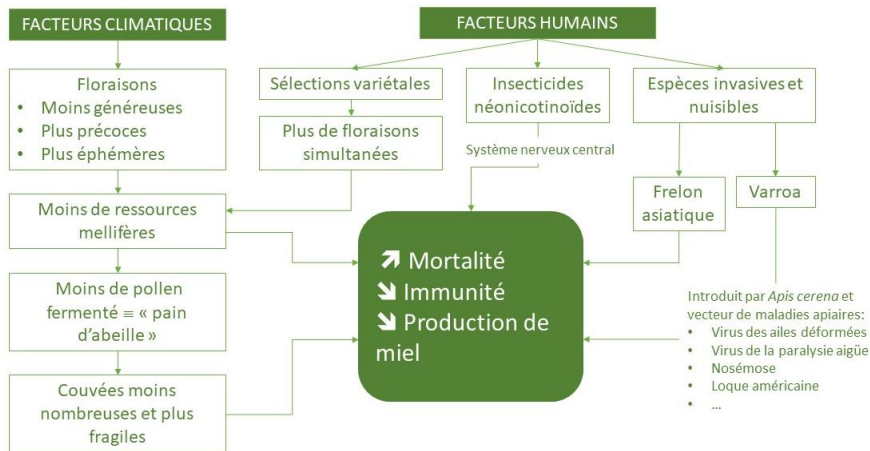 FACTEURS CLIMATIQUES
FACTEURS HUMAINS
Floraisons
• Moins généreuses
• Plus précoces
• Plus éphémères
Sélections variétales
Insecticides
néonicotinoïdes
Espèces invasives et
nuisibles
Plus de floraisons
simultanées
Système nerveux central
Moins de ressources
mellifères
Frelon
asiatique
Varroa
Moins de pollen
fermenté ≡ « pain
d’abeille »
Couvées moins
nombreuses et plus
fragiles
↗ Mortalité
↘ Immunité
↘ Production de
miel
Introduit par Apis cerena et
vecteur de maladies apiaires:
• Virus des ailes déformées
• Virus de la paralysie aigüe
• Nosémose
• Loque américaine
• ...